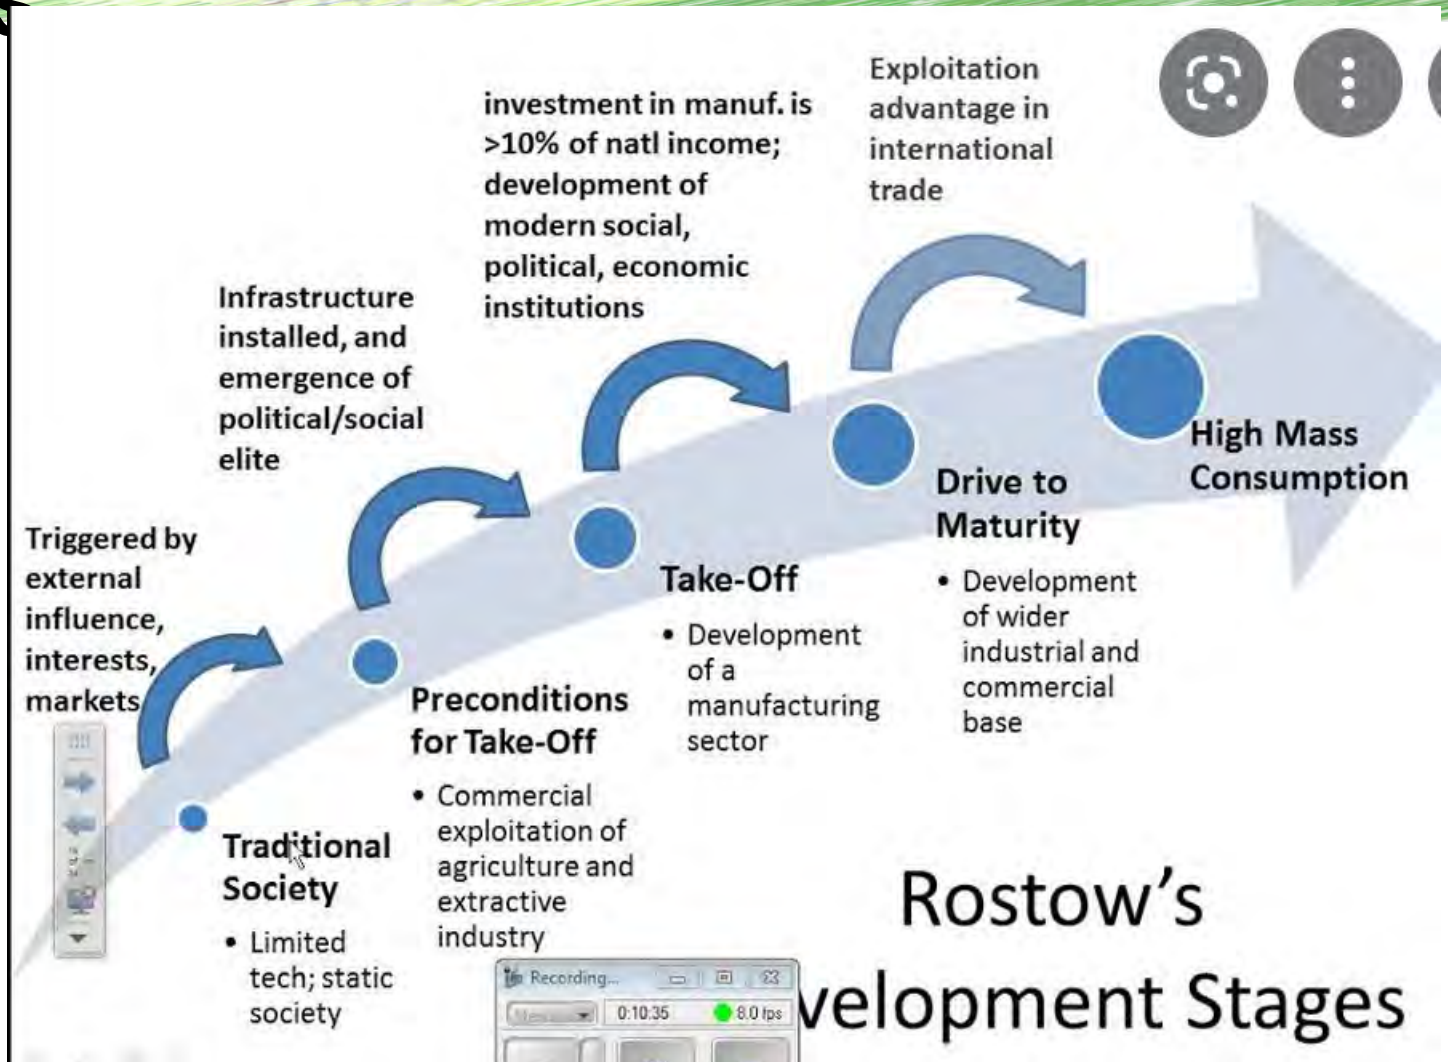 Exploitation
advantage in
international
trade
investment in manuf. is
>10% of natl income;
development of
modern social,
political, economic
institutions
Infrastructure
installed, and
emergence of
political/social
elite
Triggered by
external
influence,
interests,
markets
High Mass
Consumption
Drive to
Maturity
• Development
of wider
industrial and
commercial
base
Take-Off
• Development
of a
manufacturing
sector
Preconditions
for Take-Off
• Commercial
exploitation of
agriculture and
extractive
industry
Traditional
Society
• Limited
tech; static
society
Rostow's
velopment Stages
Recording...
0:10:35
8.0 fps